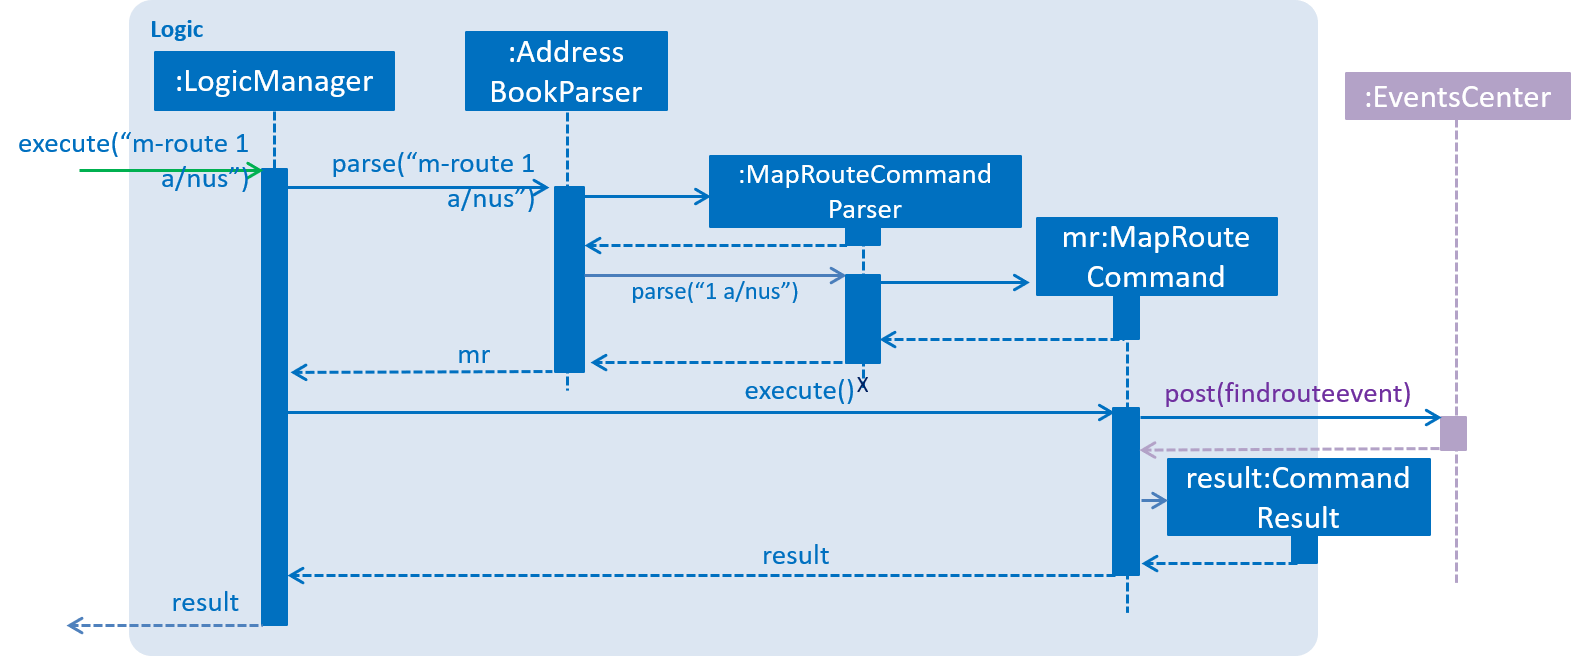 Logic
:LogicManager
:Address
BookParser
:EventsCenter
execute(“m-route 1
a/nus”)
parse(“m-route 1
a/nus”)
:MapRouteCommand
Parser
mr:MapRoute
Command
parse(“1 a/nus”)
mr
execute()
X
post(findrouteevent)
result:Command
Result
result
result